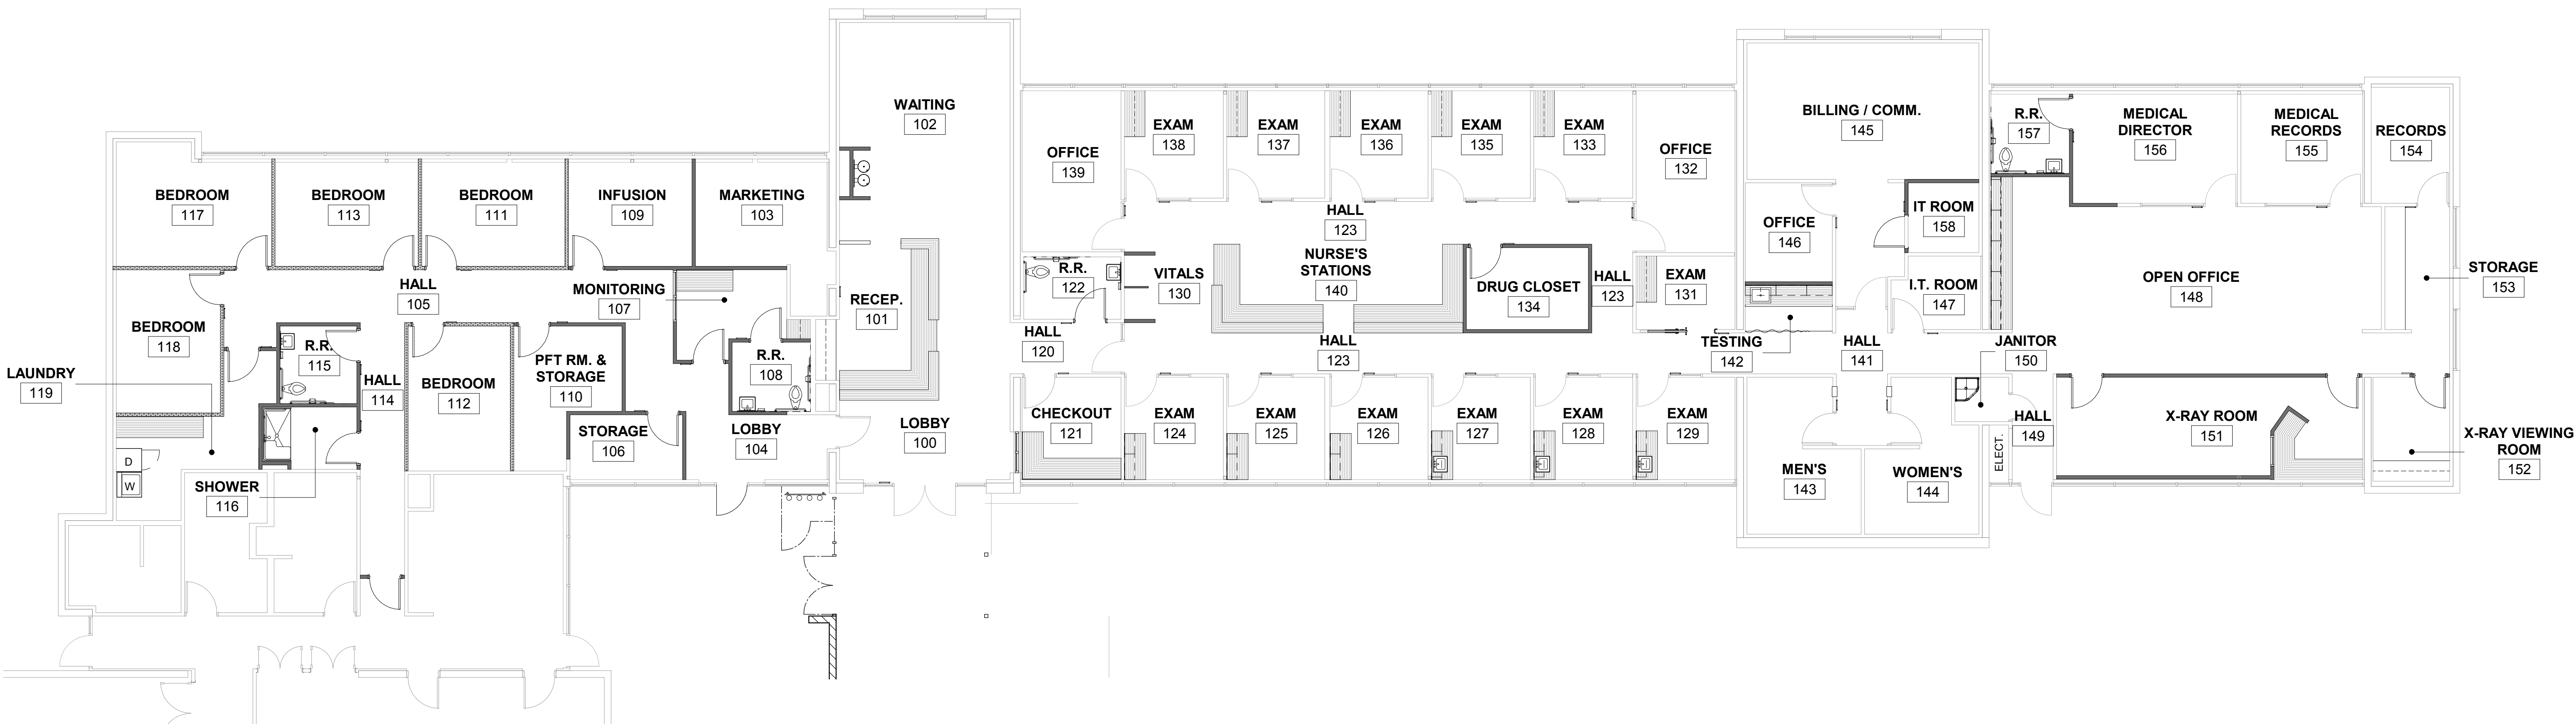 WAITING
102
BILLING / COMM.
145
R.R.
157
MEDICAL
DIRECTOR
156
MEDICAL
RECORDS
155
RECORDS
154
EXAM
138
EXAM
137
EXAM
136
EXAM
135
EXAM
133
OFFICE
139
OFFICE
132
BEDROOM
117
BEDROOM
113
BEDROOM
111
INFUSION
109
MARKETING
103
HALL
123
OFFICE
146
IT ROOM
158
R.R.
122
VITALS
130
NURSE'S
STATIONS
140
DRUG CLOSET
134
HALL
123
EXAM
131
I.T. ROOM
147
OPEN OFFICE
148
STORAGE
153
HALL
105
MONITORING
107
RECEP.
101
BEDROOM
118
R.R.
115
HALL
120
HALL
123
TESTING
142
HALL
141
JANITOR
150
LAUNDRY
119
HALL
114
BEDROOM
112
PFT RM. &
STORAGE
110
R.R.
108
CHECKOUT
121
EXAM
124
EXAM
125
EXAM
126
EXAM
127
EXAM
128
EXAM
129
HALL
149
X-RAY ROOM
151
X-RAY VIEWING
ROOM
152
STORAGE
106
LOBBY
104
LOBBY
100
D
W
SHOWER
116
MEN'S
143
WOMEN'S
144
ELECT.